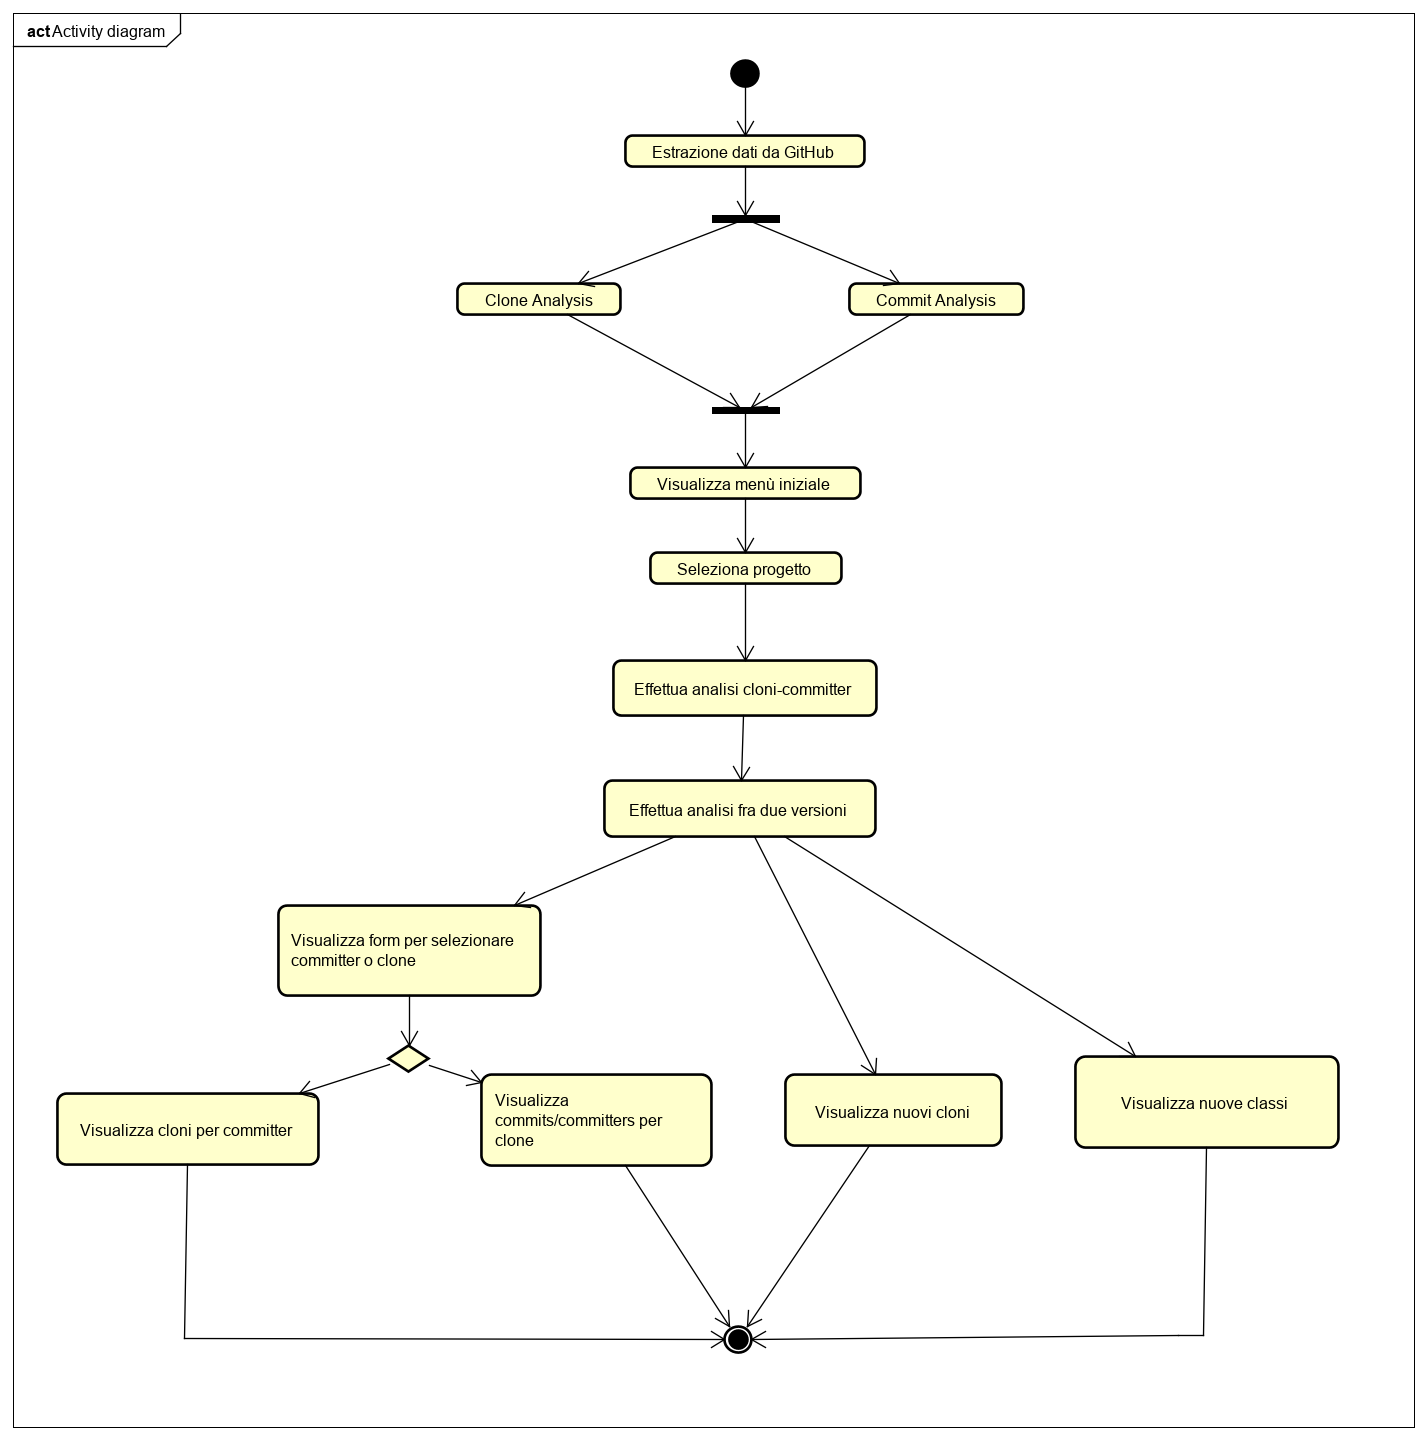 act Activity diagram
Estrazione dati da GitHub
Clone Analysis
Commit Analysis
Visualizza menù iniziale
Seleziona progetto
Effettua analisi cloni-committer
Effettua analisi fra due versioni
Visualizza form per selezionare
committer o clone
Visualizza cloni per committer
Visualizza
commits/committers per
clone
Visualizza nuovi cloni
Visualizza nuove classi